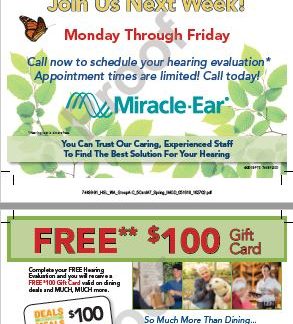 Join Us Next Week!
Monday Through Friday
Call now to schedule your hearing evaluation*
Appointment times are limited! Call today!
Miracle-Ear®
You Can Trust Our Caring, Experienced Staff
To Find The Best Solution For Your Hearing
FREE** $100 Gift
Card
Complete your FREE Hearing
Evaluation and you will receive a
FREE* $100 Gift Card valid on dining
deals and MUCH, MUCH more.
DEALS
$100
So Much More Than Dining...
proof